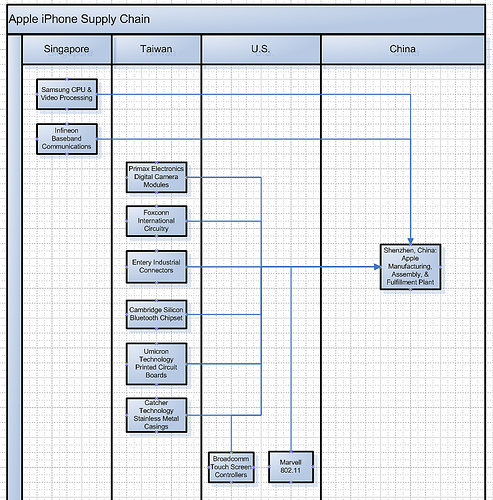 Apple iPhone Supply Chain
Singapore
Taiwan
U.S.
China
Samsung CPU &
Video Processing
Infineon
Baseband
Communications
Primax Electronics
Digital Camera
Modules
Foxconn
International
Circuitry
Entery Industrial
Connectors
Cambridge Silicon
Bluetooth Chipset
Umicron
Technology
Printed Circuit
Boards
Catcher
Technology
Stainless Metal
Casings
Broadcomm
Touch Screen
Controllers
Marvell
802.11
Shenzhen, China:
Apple
Manufacturing,
Assembly, &
Fulfillment Plant